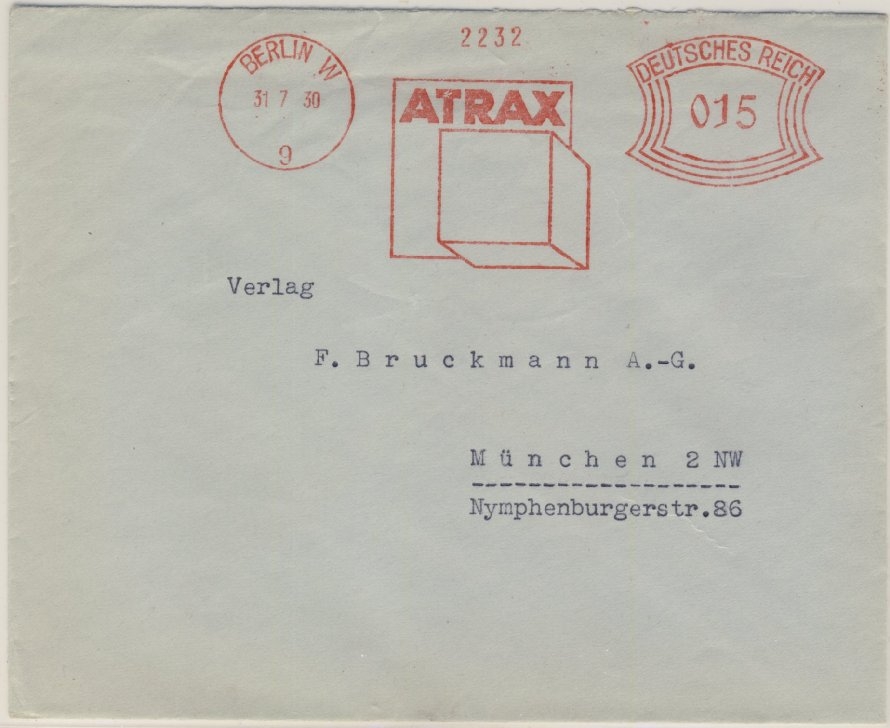 BERLIN W
31 7 30
9
2232
ATRAX
DEUTSCHES REICH
015
Verlag
F. Bruckmann A.-G.
München 2 NW
Nymphenburgerstr.86